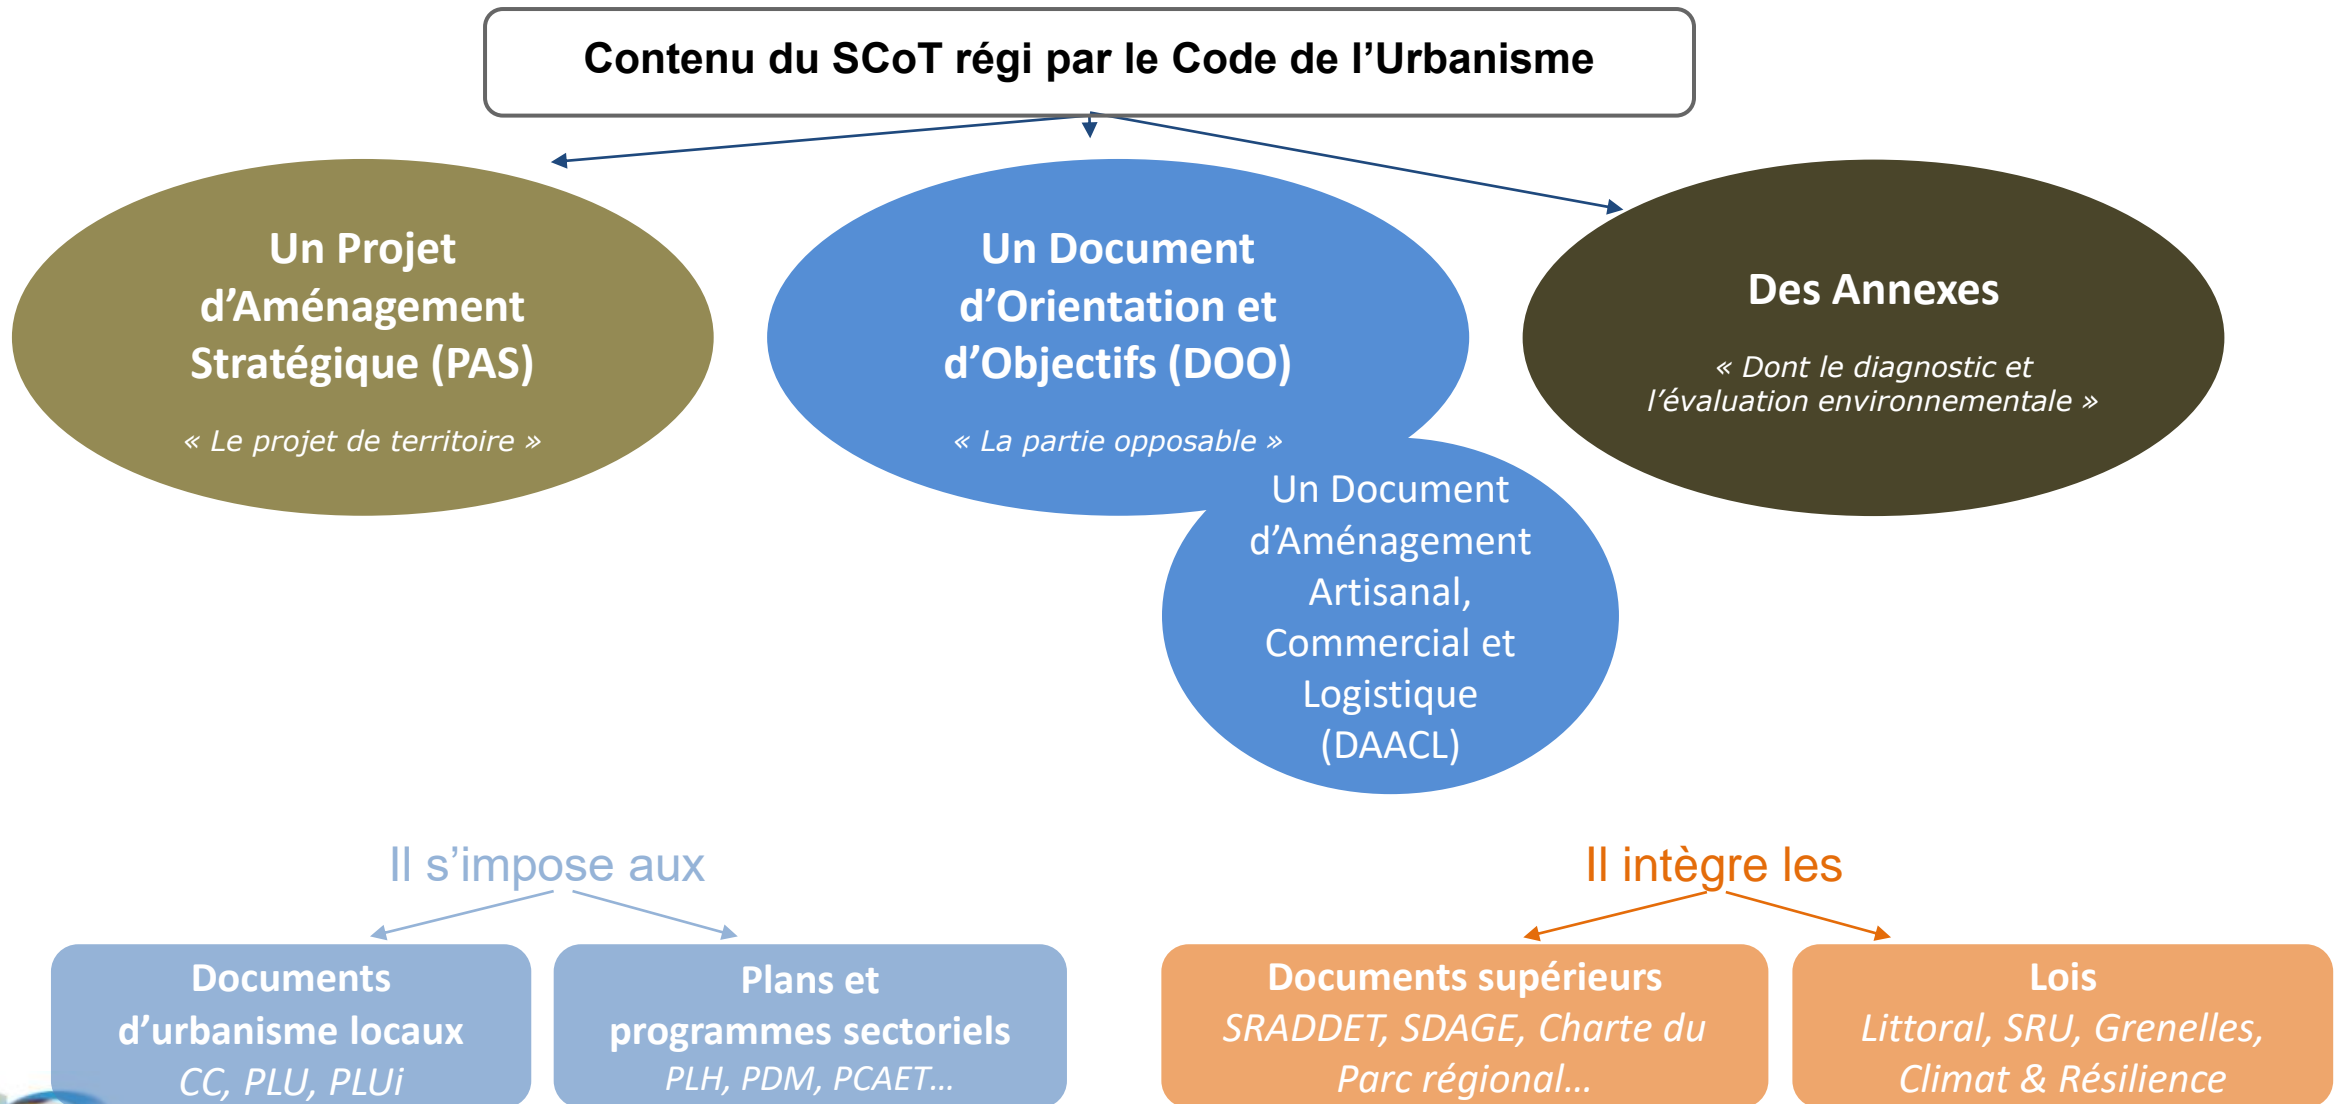 Contenu du SCoT régi par le Code de l’Urbanisme
Un Projet
d’Aménagement
Stratégique (PAS)
« Le projet de territoire »
Un Document
d’Orientation et
d’Objectifs (DOO)
« La partie opposable »
Des Annexes
« Dont le diagnostic et
l’évaluation environnementale »
Un Document
d’Aménagement
Artisanal,
Commercial et
Logistique
(DAACL)
Il s’impose aux
Documents
d’urbanisme locaux
CC, PLU, PLUi
Plans et
programmes sectoriels
PLH, PDM, PCAET…
Il intègre les
Documents supérieurs
SRADDET, SDAGE, Charte du
Parc régional…
Lois
Littoral, SRU, Grenelles,
Climat & Résilience